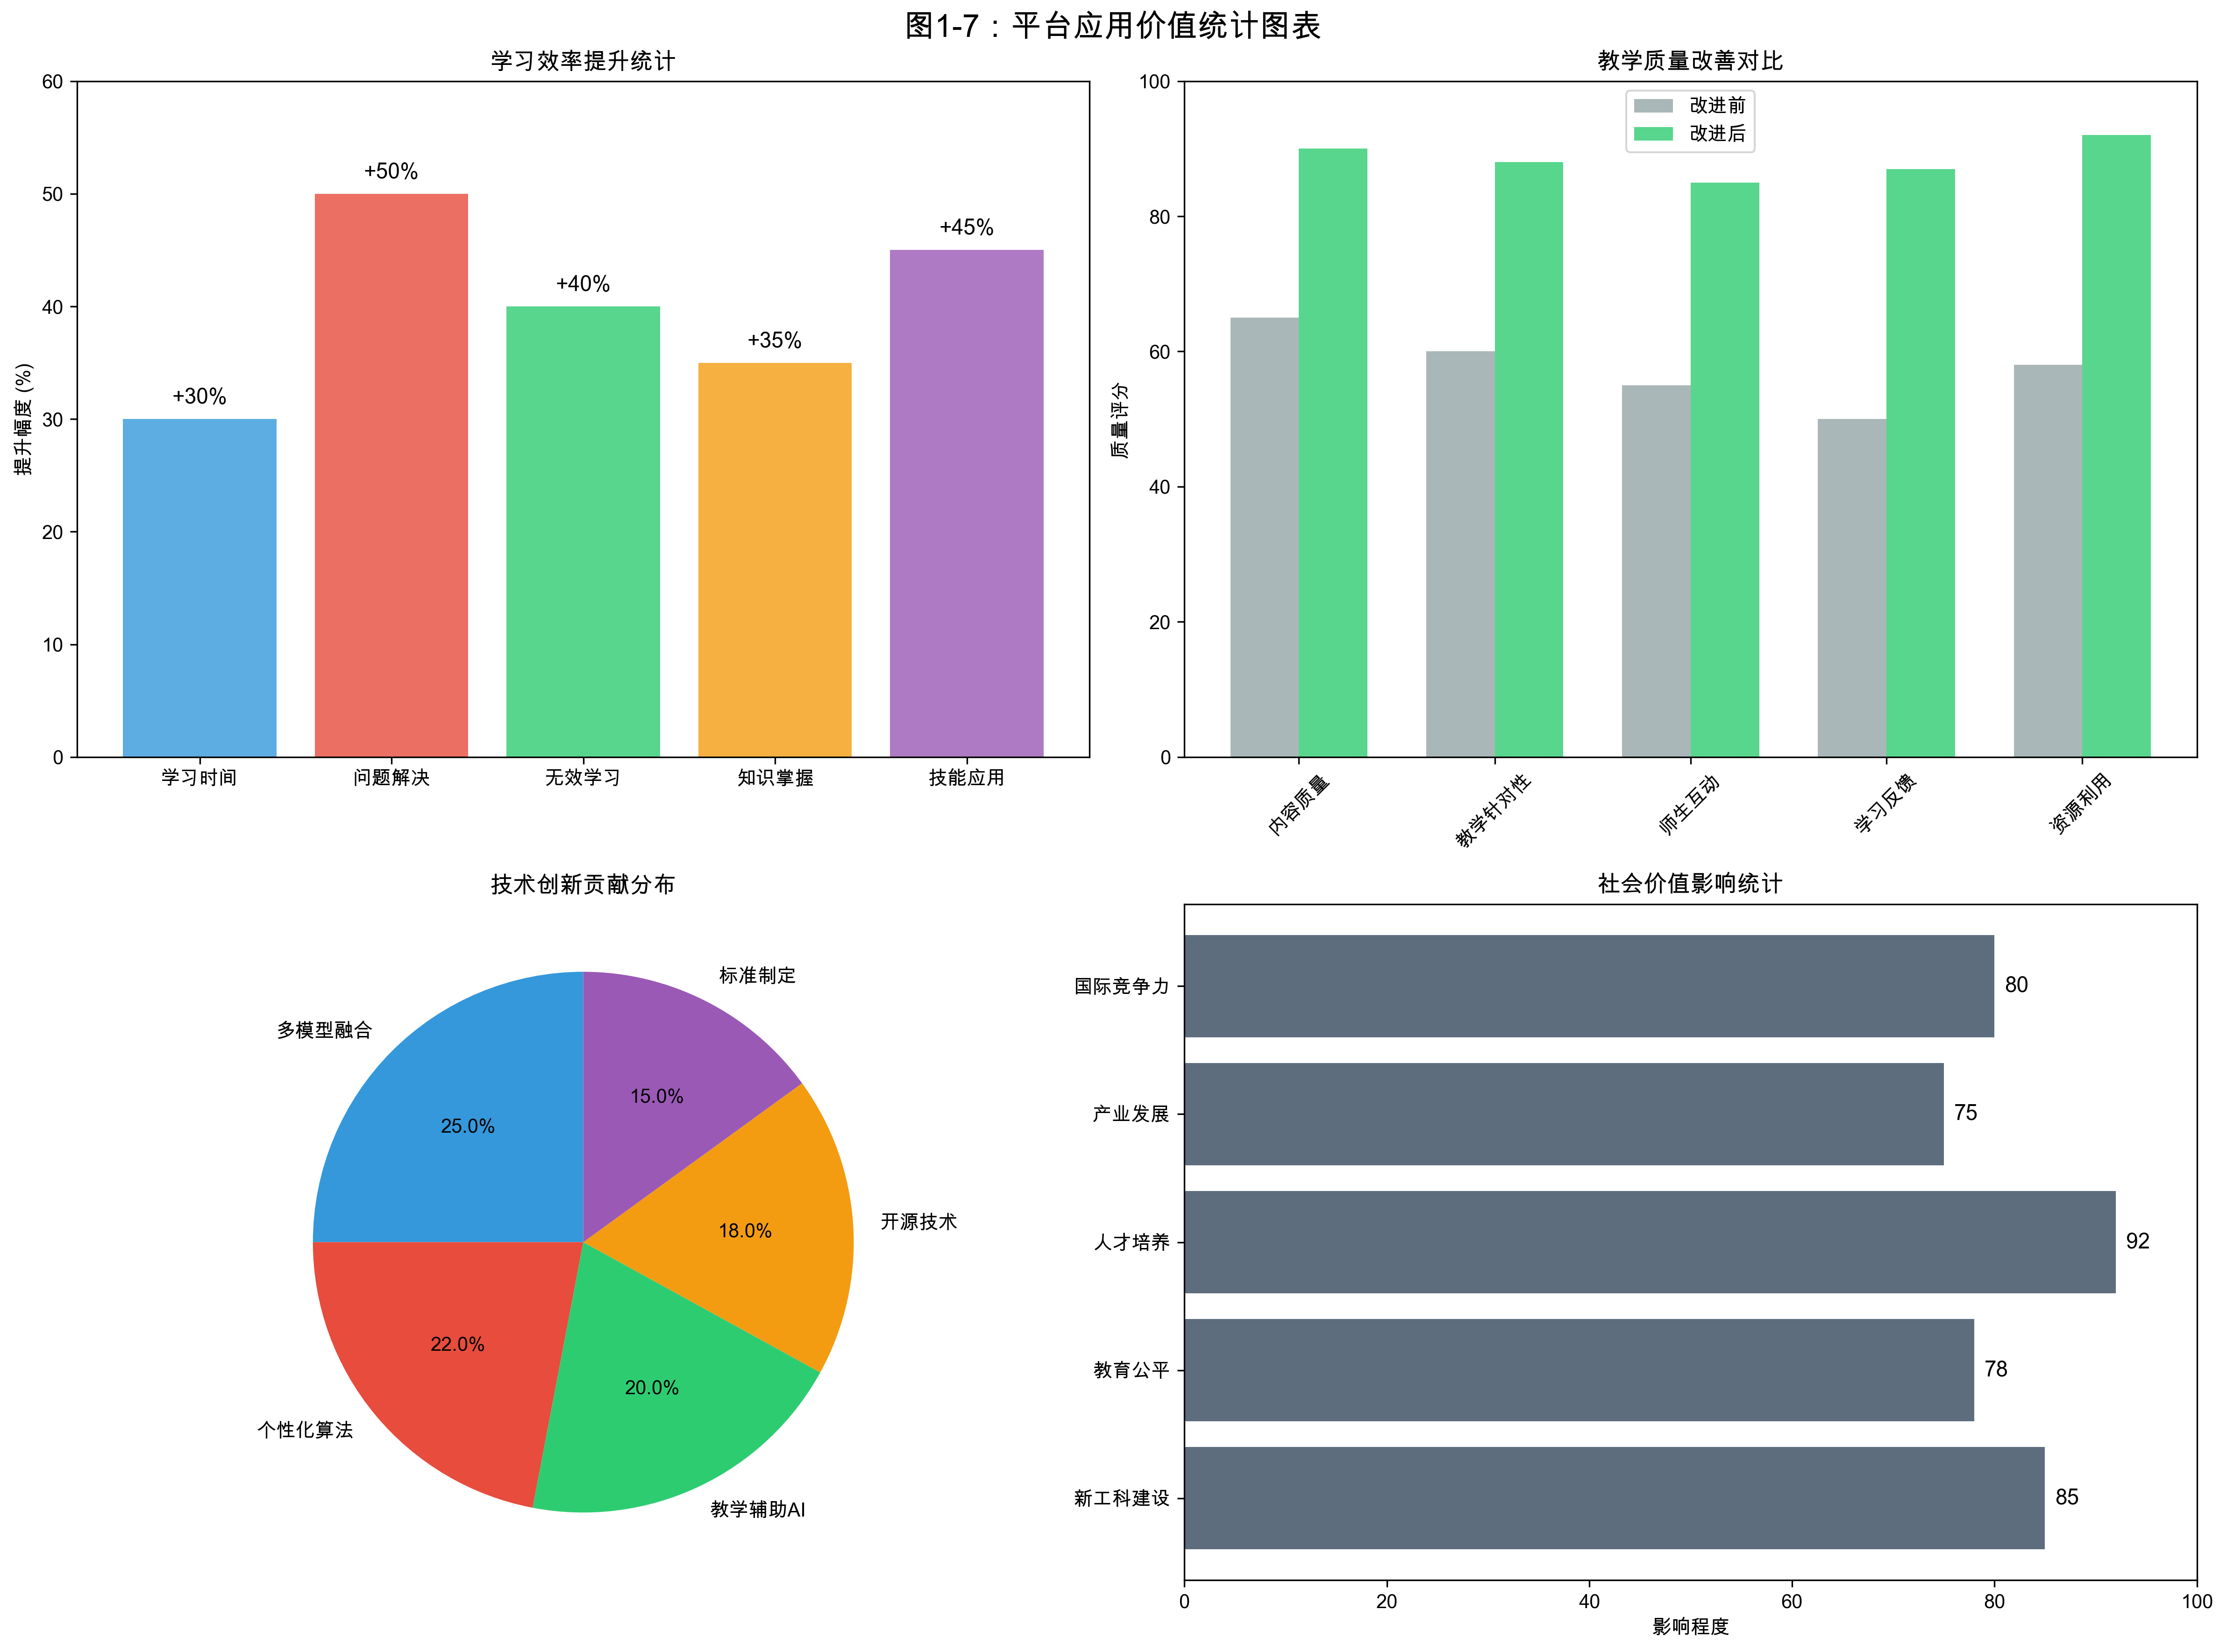 图1-7：平台应用价值统计图表
学习效率提升统计
提升幅度 (%)
60
50
40
30
20
10
0
+30%
+50%
+40%
+35%
+45%
学习时间
问题解决
无效学习
知识掌握
技能应用
教学质量改善对比
质量评分
100
80
60
40
20
0
改进前
改进后
内容质量
教学针对性
师生互动
学习反馈
资源利用
技术创新贡献分布
多模型融合
25.0%
个性化算法
22.0%
教学辅助AI
20.0%
开源技术
18.0%
标准制定
15.0%
社会价值影响统计
国际竞争力
80
产业发展
75
人才培养
92
教育公平
78
新工科建设
85
0
20
40
60
80
100
影响程度